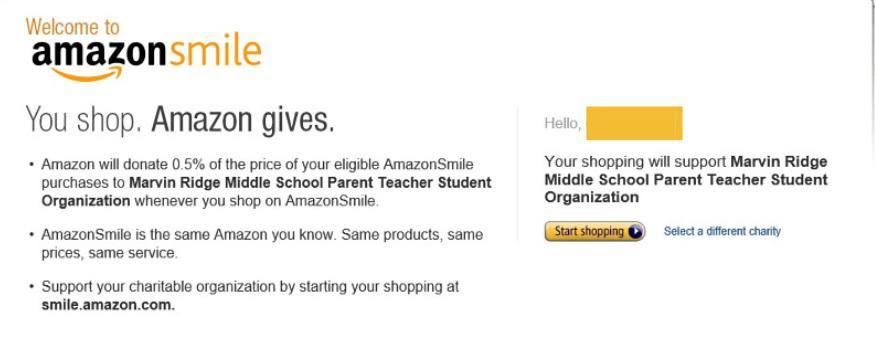 Welcome to
amazonsmile
You shop. Amazon gives.
• Amazon will donate 0.5% of the price of your eligible AmazonSmile
purchases to Marvin Ridge Middle School Parent Teacher Student
Organization whenever you shop on AmazonSmile.
• AmazonSmile is the same Amazon you know. Same products, same
prices, same service.
• Support your charitable organization by starting your shopping at
smile.amazon.com.
Hello,
Your shopping will support Marvin Ridge
Middle School Parent Teacher Student
Organization
Start shopping
Select a different charity